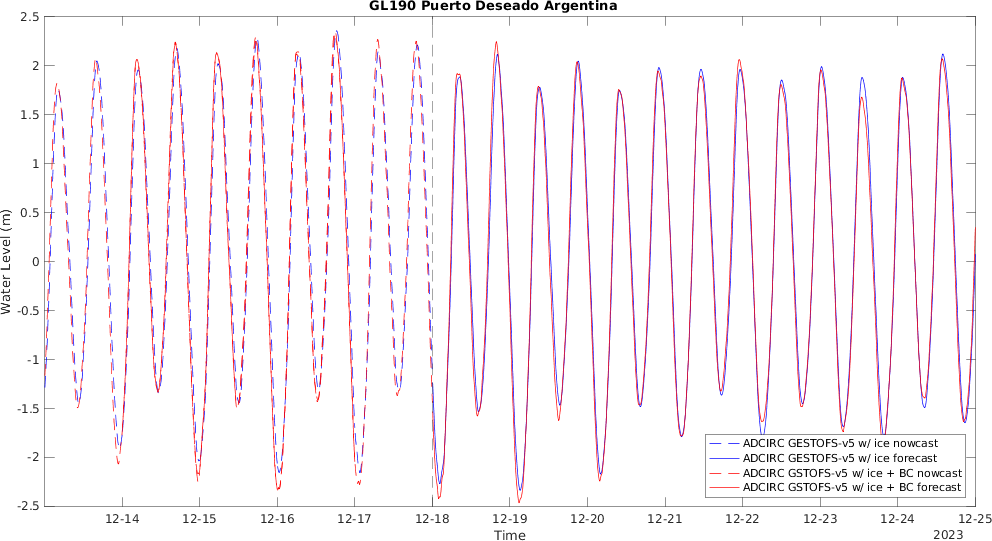 GL190 Puerto Deseado Argentina
2.5
2
1.5
1
0.5
0
-0.5
-1
-1.5
-2
-2.5
Water Level (m)
ADCIRC GESTOFS-v5 w/ ice nowcast
ADCIRC GESTOFS-v5 w/ ice forecast
ADCIRC GSTOFS-v5 w/ ice + BC nowcast
ADCIRC GSTOFS-v5 w/ ice + BC forecast
12-14 12-15 12-16 12-17 12-18 12-19 12-20 12-21 12-22 12-23 12-24 12-25
Time
2023